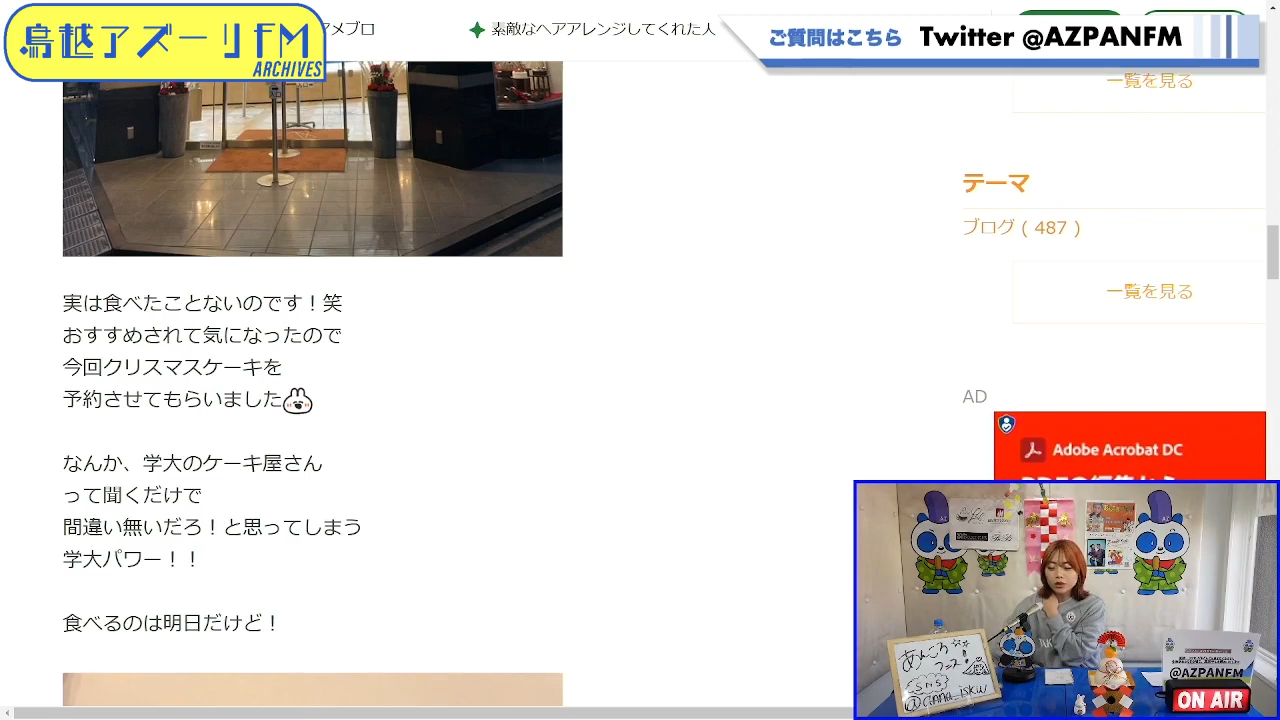 鳥越アズーリFM
ARCHIVES
アメブロ
素敵なヘアアレンジしてくれた人
ご質問はこちら Twitter @AZPANFM
一覧を見る
テーマ
ブログ ( 487 )
一覧を見る
実は食べたことないのです！笑
おすすめされて気になったので
今回クリスマスケーキを
予約させてもらいました
なんか、学大のケーキ屋さん
って聞くだけで
間違い無いだろ！と思ってしまう
学大パワー！！
食べるのは明日だけど！
AD
Adobe Acrobat DC
あんころ
@AZPANFM
ON AIR